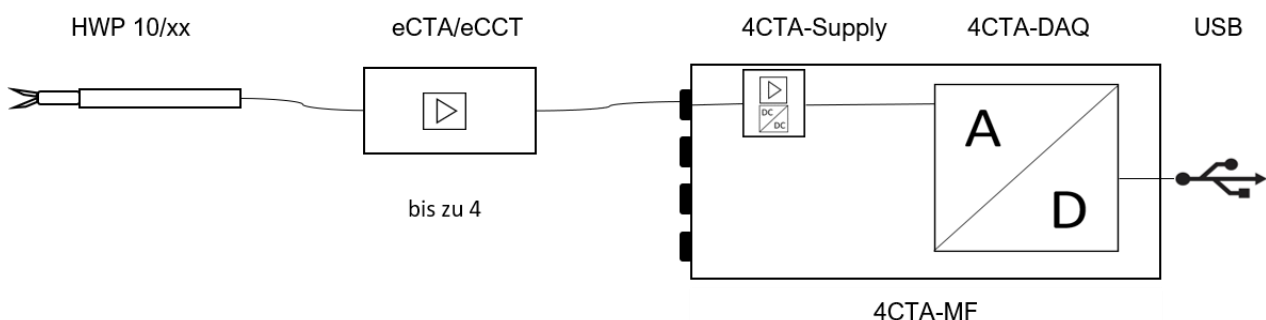 HWP 10/xx
eCTA/eCCT
4CTA-Supply
4CTA-DAQ
USB
DC
DC
A
D
bis zu 4
4CTA-MF